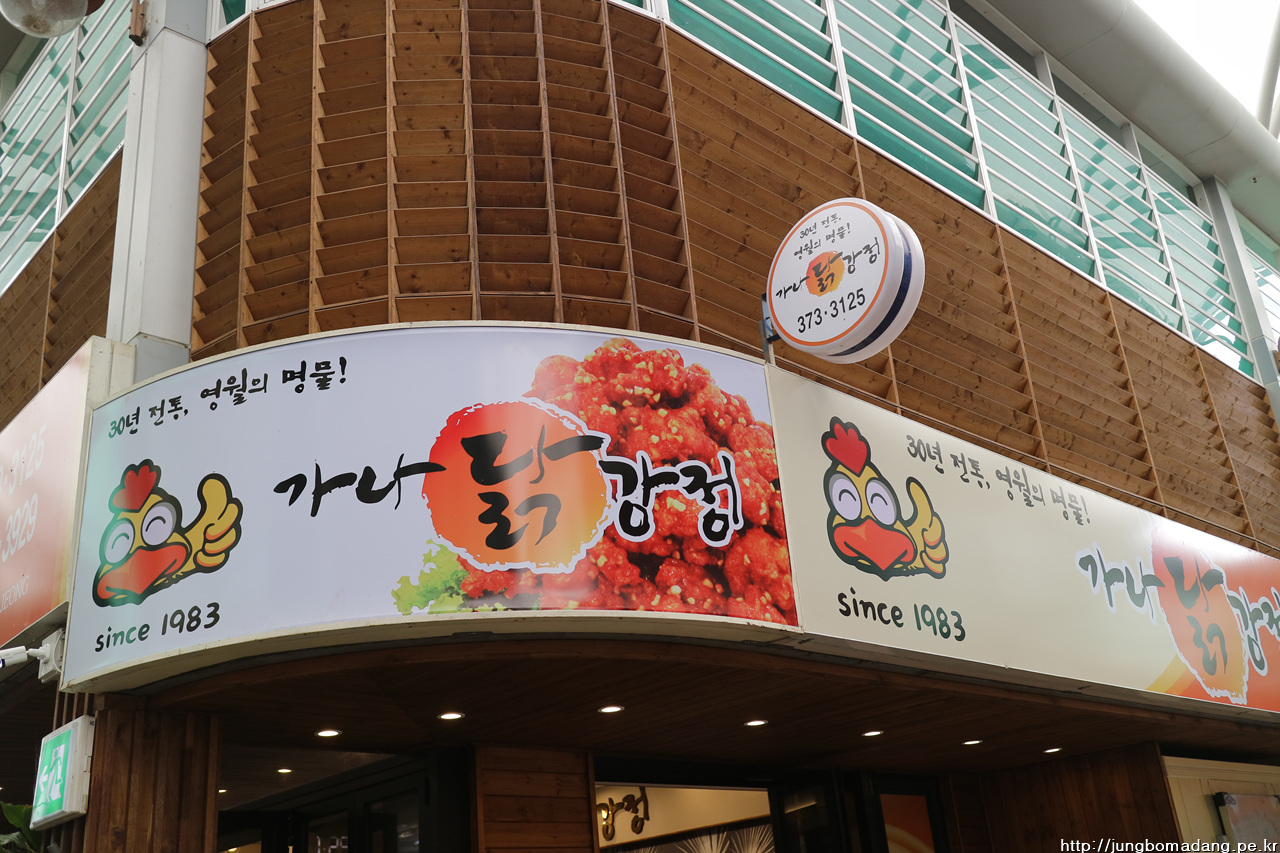 30년 전통,
영월의 명물!
가나닭강정
373·3125
30년 전통, 영월의 명물!
가나닭강정
since 1983
30년 전통, 영월의 명물!
가나닭강정
since 1983
3125
3929
JEONG
강정
http://jungbomadang.pe.kr